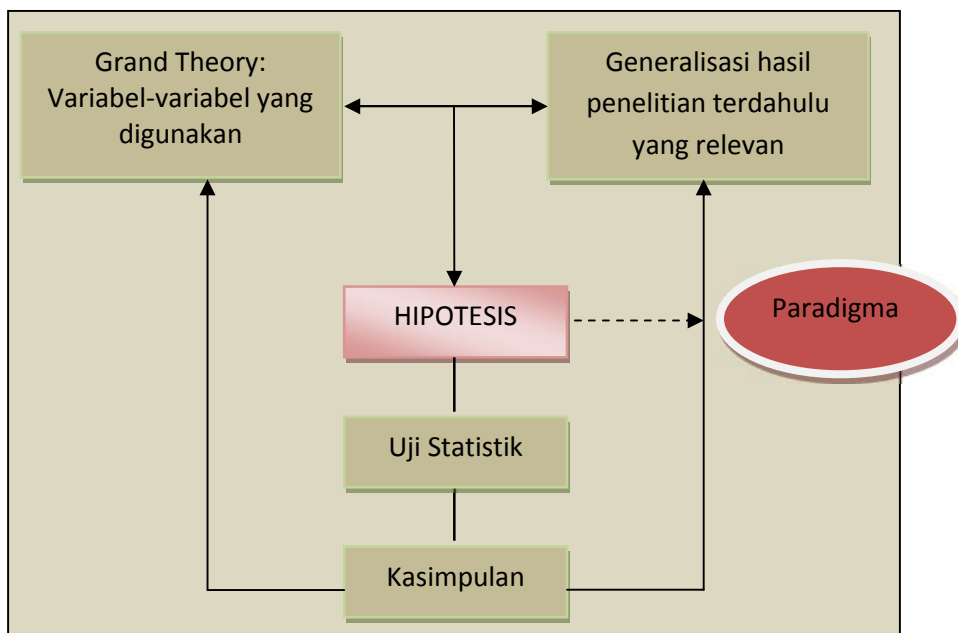 Grand Theory:
Variabel-variabel yang
digunakan
Generalisasi hasil
penelitian terdahulu
yang relevan
HIPOTESIS
Paradigma
Uji Statistik
Kasimpulan